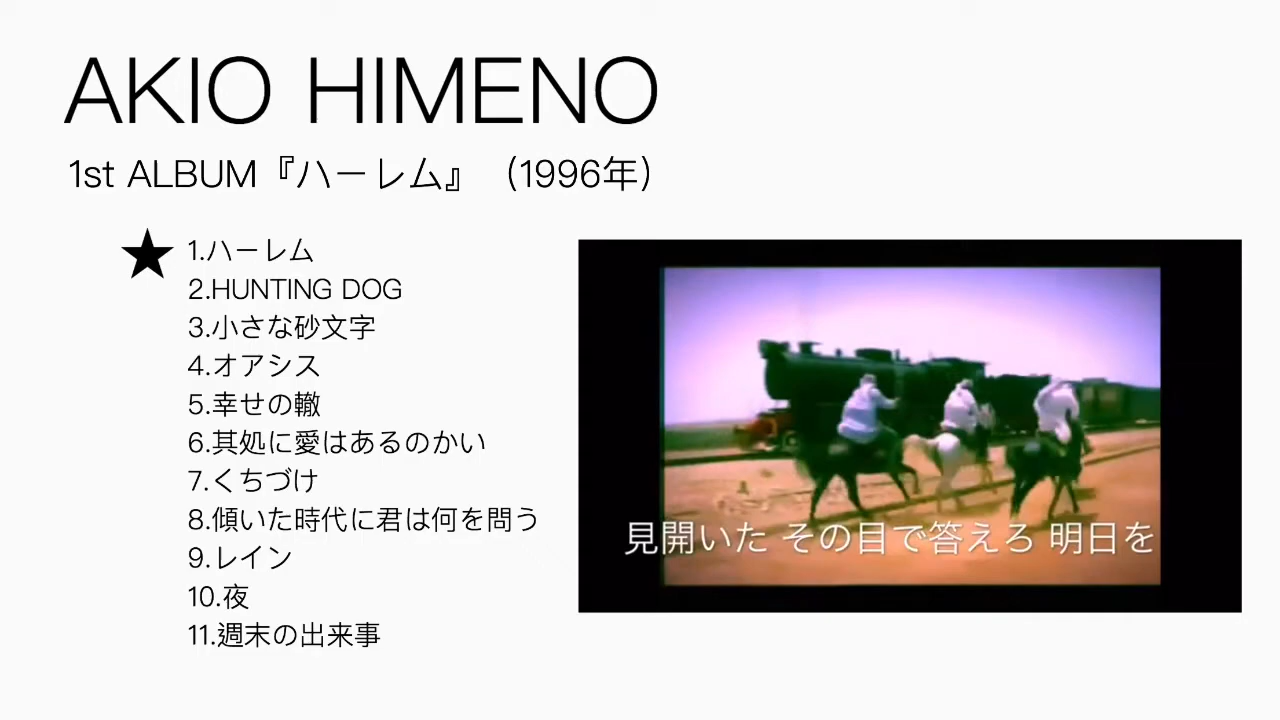 AKIO HIMENO
1st ALBUM『ハーレム』（1996年）
★ 1.ハーレム
2.HUNTING DOG
3.小さな砂文字
4.オアシス
5.幸せの轍
6.其処に愛はあるのかい
7.くちづけ
8.傾いた時代に君は何を問う
9.レイン
10.夜
11.週末の出来事
見開いた その目で答えろ 明日を